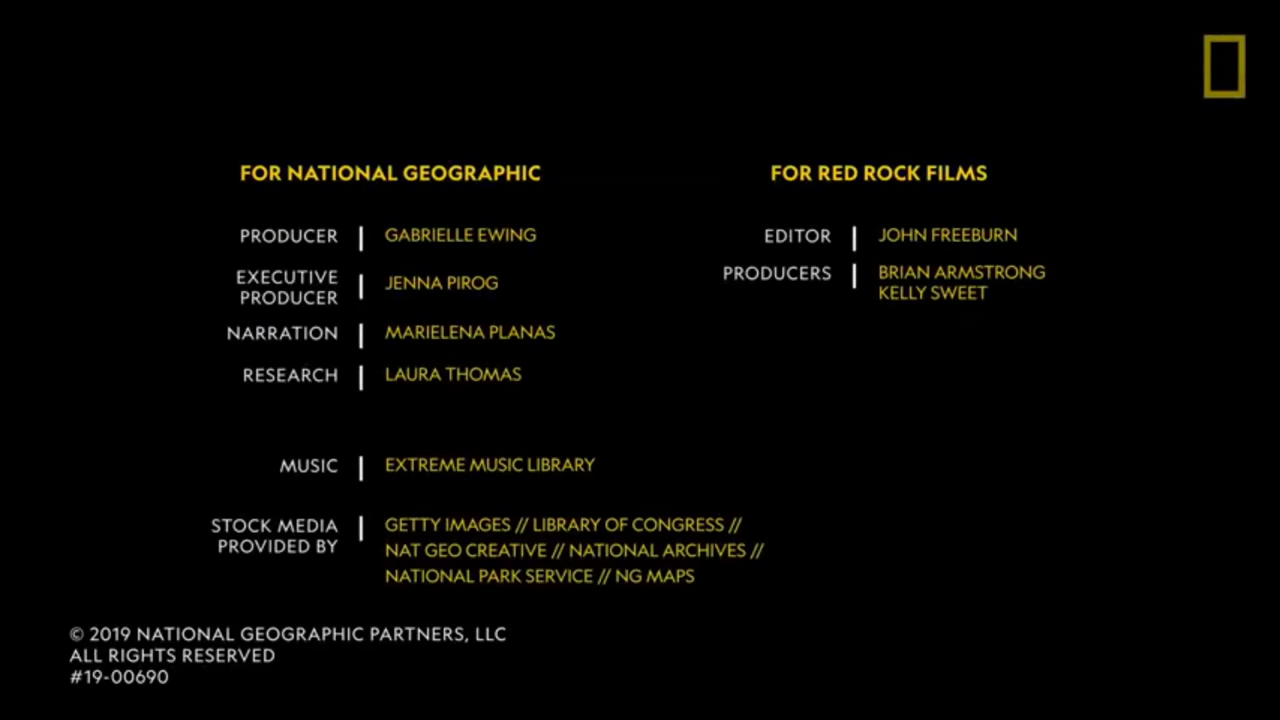 FOR NATIONAL GEOGRAPHIC
PRODUCER | GABRIELLE EWING
EXECUTIVE
PRODUCER | JENNA PIROG
NARRATION | MARIELENA PLANAS
RESEARCH | LAURA THOMAS
FOR RED ROCK FILMS
EDITOR | JOHN FREEBURN
PRODUCERS | BRIAN ARMSTRONG
KELLY SWEET
MUSIC | EXTREME MUSIC LIBRARY
STOCK MEDIA
PROVIDED BY | GETTY IMAGES // LIBRARY OF CONGRESS //
NAT GEO CREATIVE // NATIONAL ARCHIVES //
NATIONAL PARK SERVICE // NG MAPS
© 2019 NATIONAL GEOGRAPHIC PARTNERS, LLC
ALL RIGHTS RESERVED
#19-00690